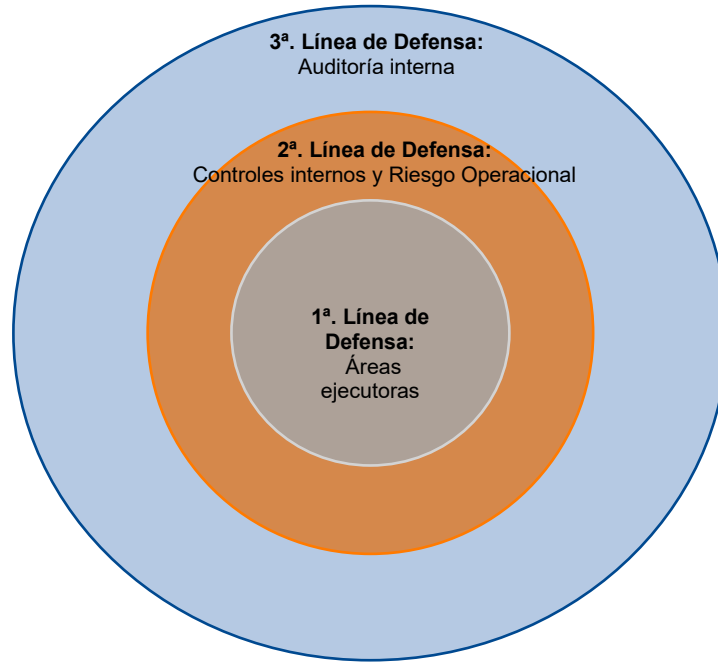 3ª. Línea de Defensa:
Auditoría interna
2ª. Línea de Defensa:
Controles internos y Riesgo Operacional
1ª. Línea de
Defensa:
Áreas
ejecutoras